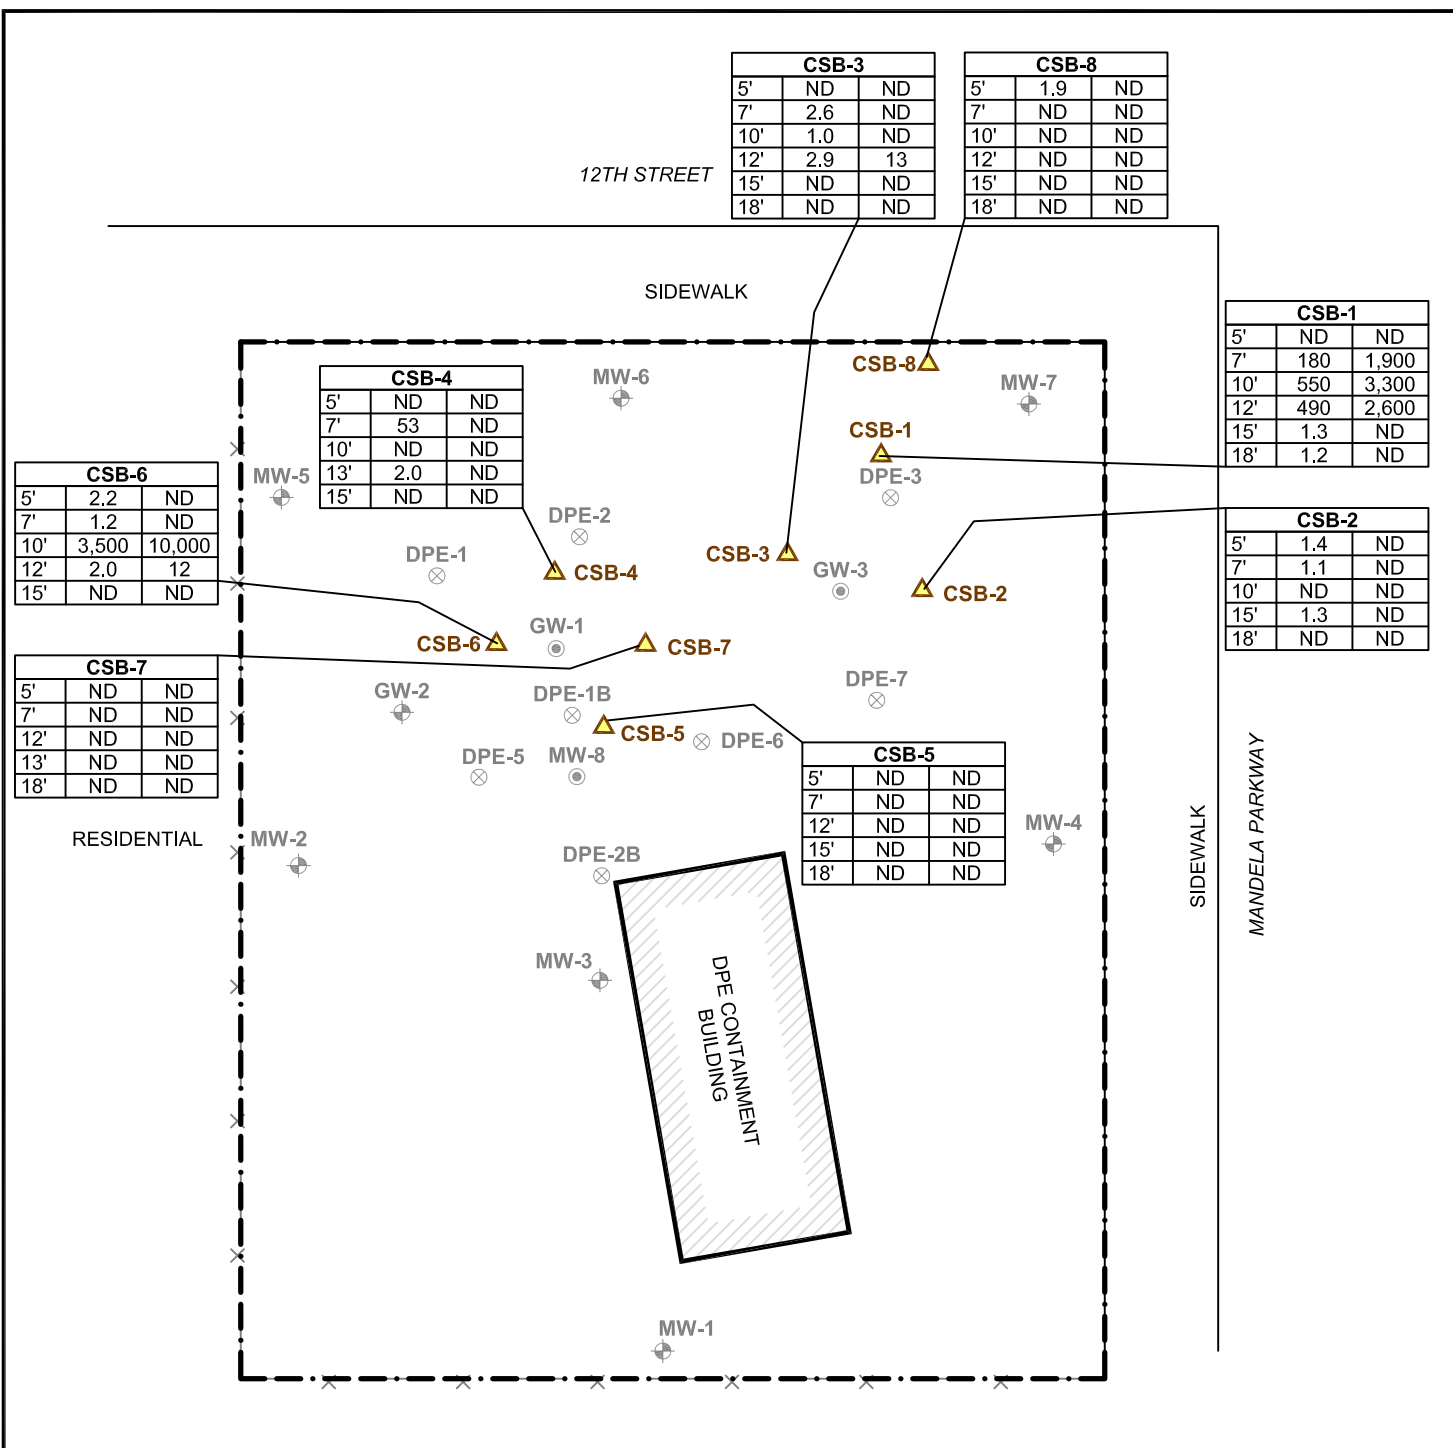 CSB-3
5' ND ND
7' 2.6 ND
10' 1.0 ND
12' 2.9 13
15' ND ND
18' ND ND
CSB-8
5' 1.9 ND
7' ND ND
10' ND ND
12' ND ND
15' ND ND
18' ND ND
12TH STREET
SIDEWALK
CSB-1
5' ND ND
7' 180 1,900
10' 550 3,300
12' 490 2,600
15' 1.3 ND
18' 1.2 ND
CSB-4
5' ND ND
7' 53 ND
10' ND ND
13' 2.0 ND
15' ND ND
MW-6
CSB-8
MW-7
CSB-1
DPE-3
CSB-6
5' 2.2 ND
7' 1.2 ND
10' 3,500 10,000
12' 2.0 12
15' ND ND
MW-5
DPE-2
DPE-1
CSB-4
CSB-3
GW-3
CSB-2
CSB-2
5' 1.4 ND
7' 1.1 ND
10' ND ND
15' 1.3 ND
18' ND ND
CSB-6
GW-1
CSB-7
CSB-7
5' ND ND
7' ND ND
12' ND ND
13' ND ND
18' ND ND
GW-2
DPE-1B
DPE-7
CSB-5
DPE-6
DPE-5
MW-8
CSB-5
5' ND ND
7' ND ND
12' ND ND
15' ND ND
18' ND ND
RESIDENTIAL
MW-2
MW-4
SIDEWALK
MANDELA PARKWAY
DPE-2B
MW-3
DPE CONTAINMENT
BUILDING
MW-1